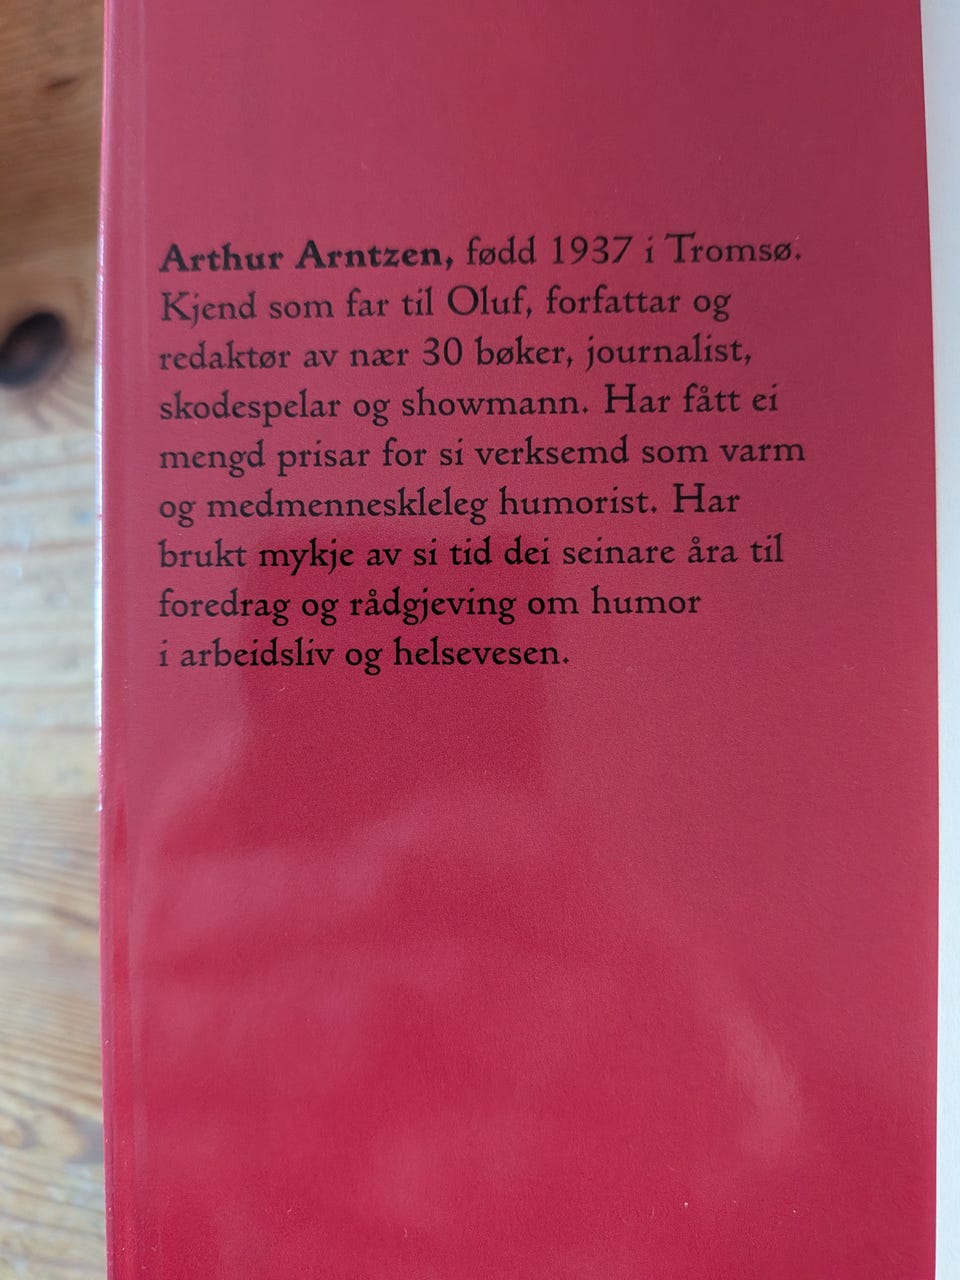 Arthur Arntzen, fødd 1937 i Tromsø.
Kjend som far til Oluf, forfattar og
redaktør av nær 30 bøker, journalist,
skodespelar og showmann. Har fått ei
mengd prisar for si verksemd som varm
og medmenneskleleg humorist. Har
brukt mykje av si tid dei seinare åra til
foredrag og rådgjeving om humor
i arbeidsliv og helsevesen.